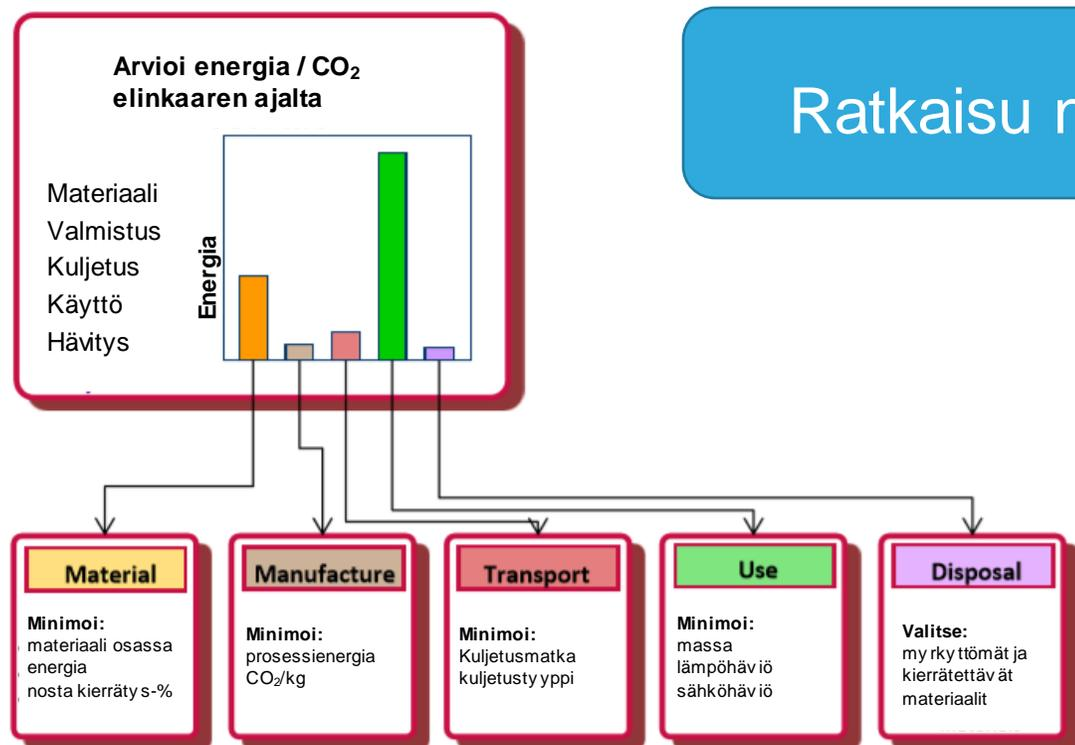 Arvioi energia / CO₂
elinkaaren ajalta
Materiaali
Valmistus
Kuljetus
Käyttö
Hävitys
Energia
Ratkaisu
Material
Minimoi:
materiaali osassa
energia
nosta kierrätys-%
Manufacture
Minimoi:
prosessienergia
CO₂/kg
Transport
Minimoi:
Kuljetusmatka
kuljetustyyppi
Use
Minimoi:
massa
lämpöhäviö
sähköhäviö
Disposal
Valitse:
myrkyttömät ja
kierrätettävät
materiaalit